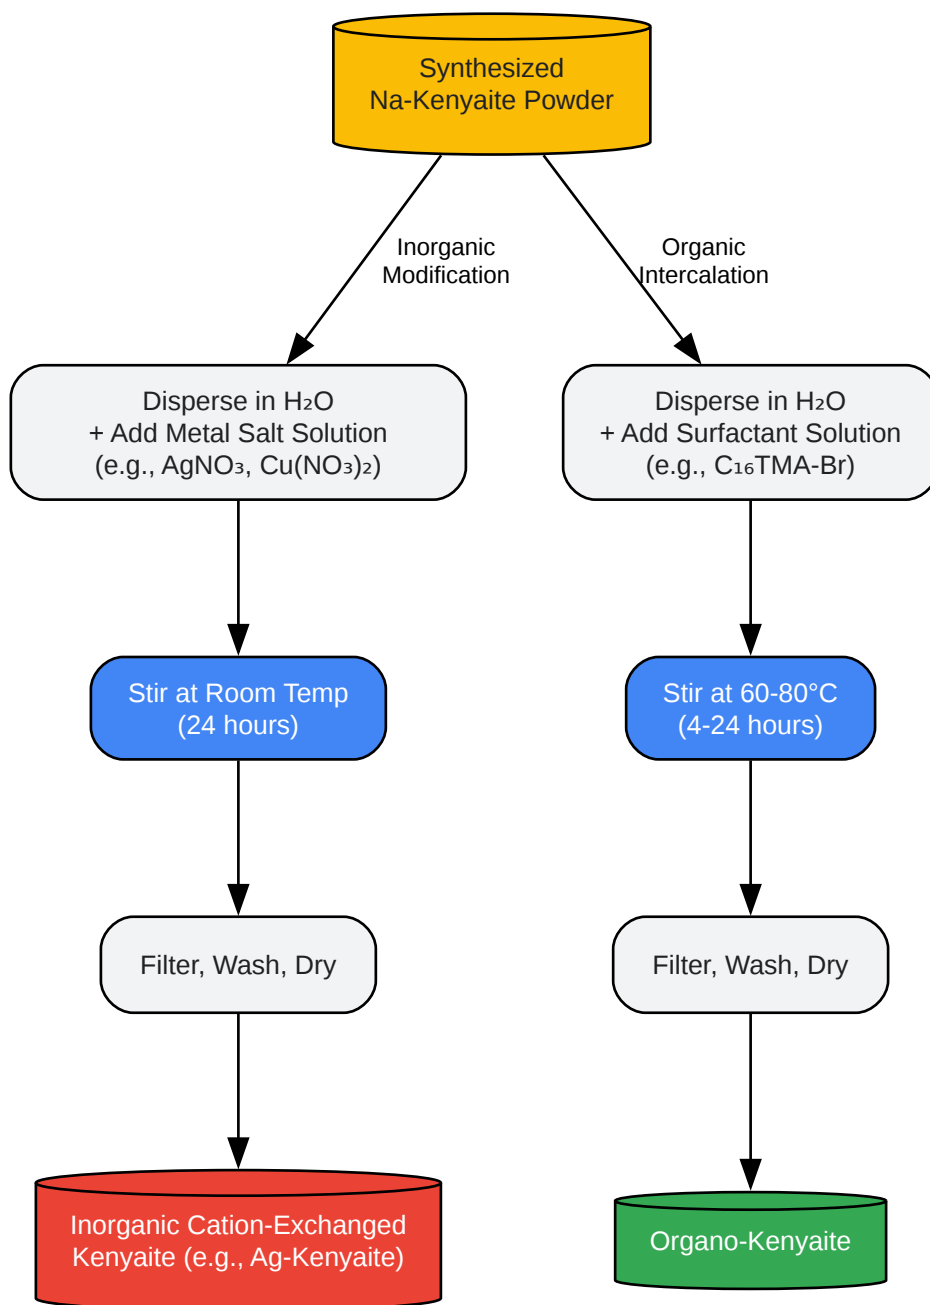 Synthesized
Na-Kenyaite Powder
Inorganic
Modification
Organic
Intercalation
Disperse in H₂O
+ Add Metal Salt Solution
(e.g., AgNO₃, Cu(NO₃)₂)
Disperse in H₂O
+ Add Surfactant Solution
(e.g., C₁₆TMA-Br)
Stir at Room Temp
(24 hours)
Stir at 60-80°C
(4-24 hours)
Filter, Wash, Dry
Filter, Wash, Dry
Inorganic Cation-Exchanged
Kenyaite (e.g., Ag-Kenyaite)
Organo-Kenyaite